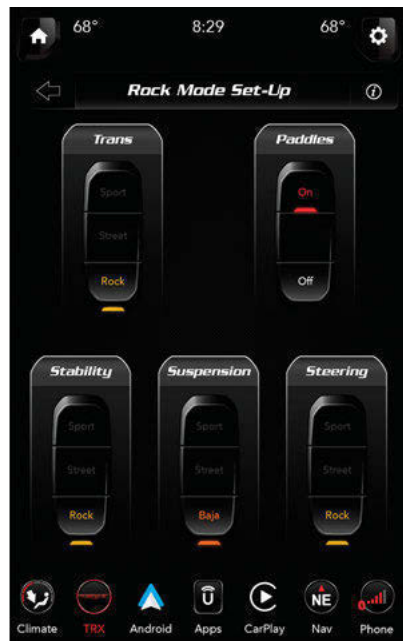 68° 8:29 68°
Rock Mode Set-Up
Trans Paddles
Sport On
Street
Rock Off
Stability Suspension Steering
Sport Sport Sport
Street Street Street
Rock Baja Rock
NE
Climate TRX Android Apps CarPlay Nav Phone